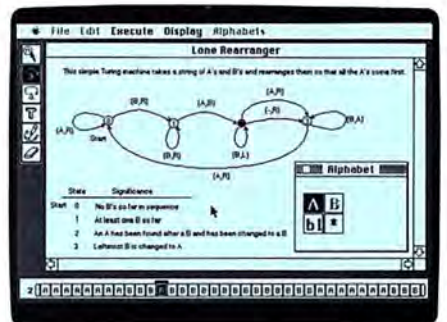 File Edit Execute Display Alphabets
Lone Rearranger
This simple Turing machine takes a string of A's and B's and rearranges them so that all the A's come first.
(A,R)
(B,R)
(A,B)
(A,R)
(-,R)
(B,L)
Start
(B,R)
(B,L)
(A,R)
State Significance
Start 0 No B's so far in sequence
1 At least one B so far
2 An A has been found after a B and has been changed to a B
3 Leftmost B is changed to A
Alphabet
A B
bl *
2